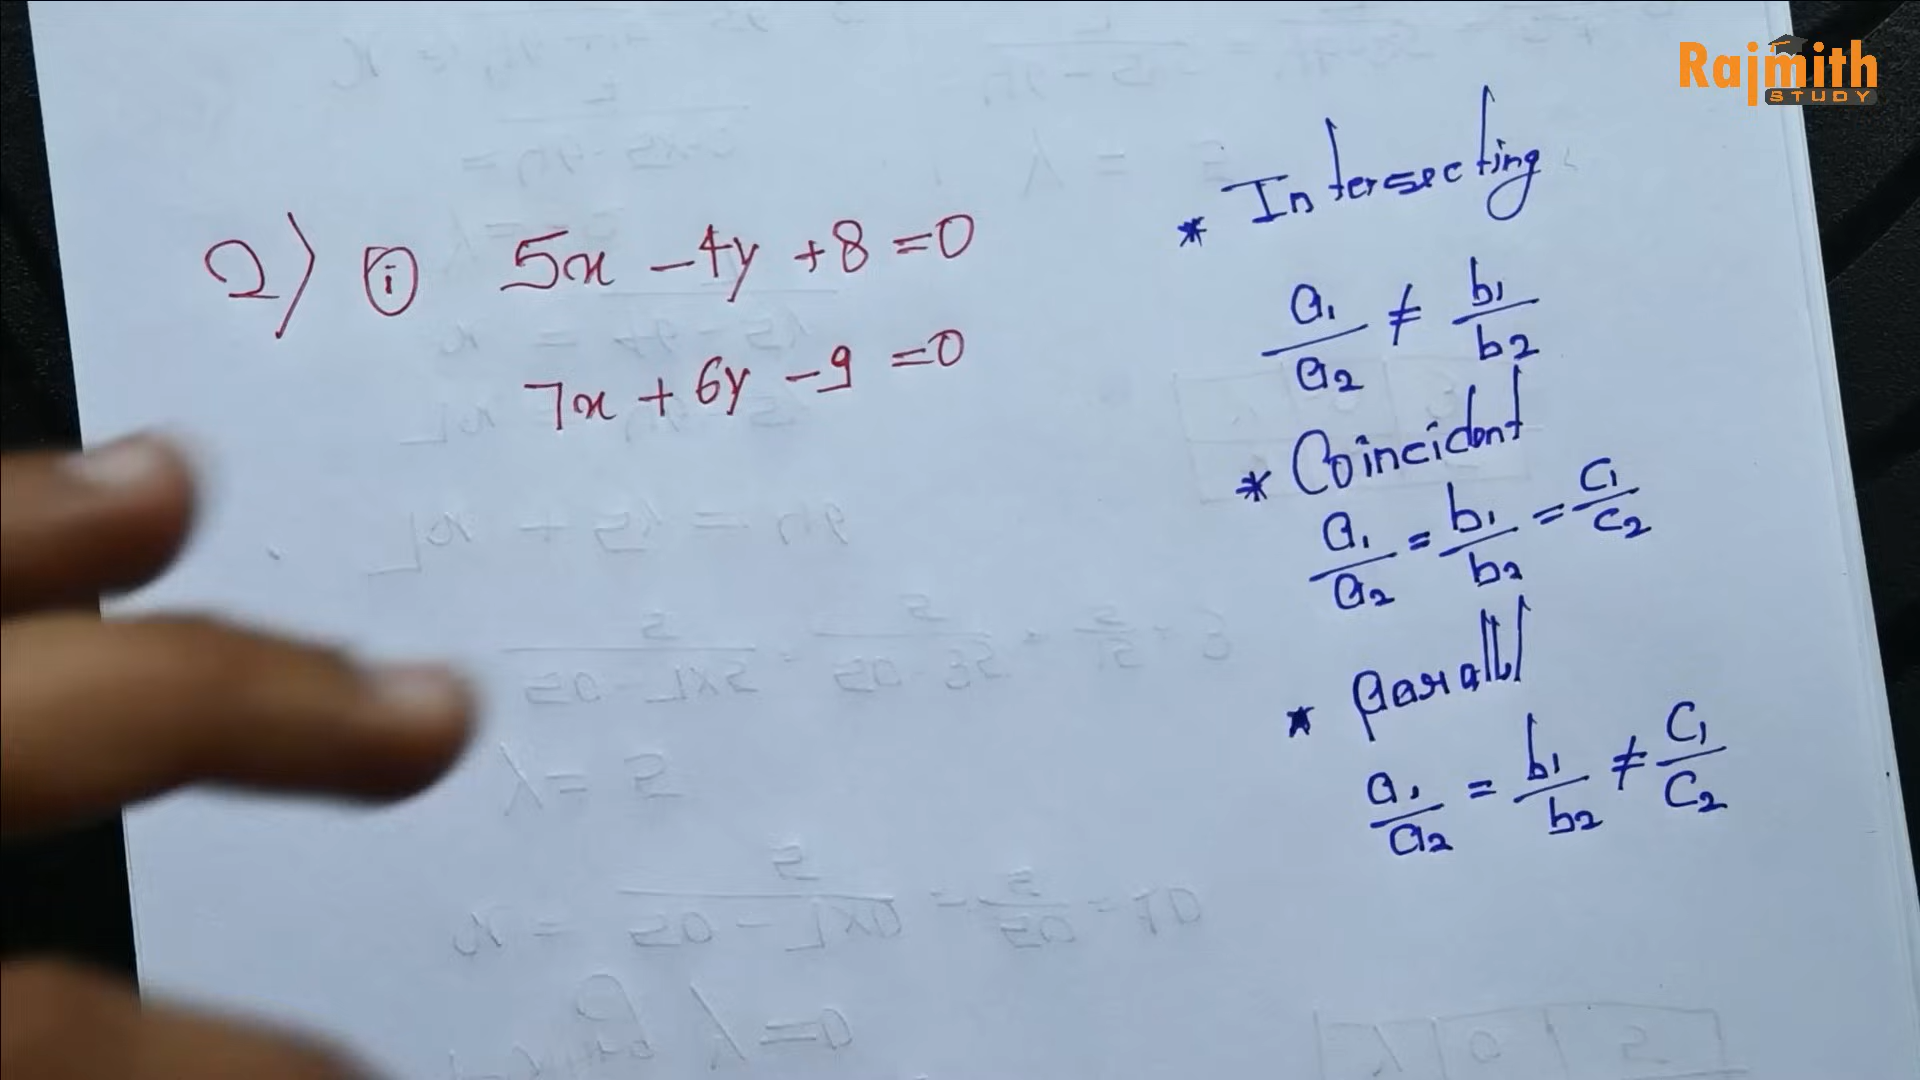 Rajmith
STUDY
2) (i) 5x - 4y + 8 = 0
7x + 6y - 9 = 0
* Intersecting
a₁/a₂ ≠ b₁/b₂
* Coincident
a₁/a₂ = b₁/b₂ = c₁/c₂
* parallel
a₁/a₂ = b₁/b₂ ≠ c₁/c₂